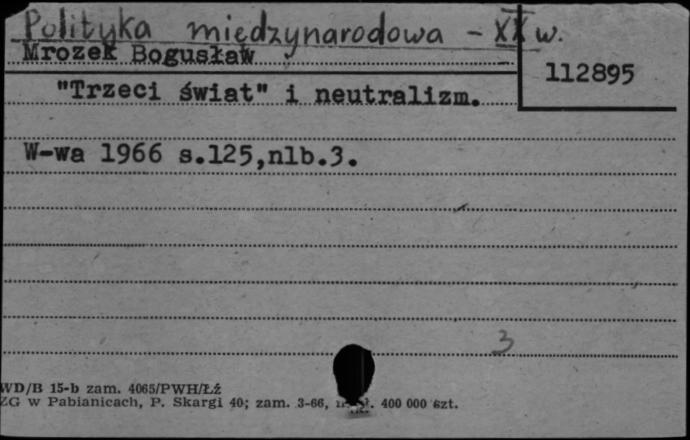 Polityka międzynarodowa - XX w.
Mrozek Bogusław
112895
"Trzeci świat" i neutralizm.
W-wa 1966 s.125,nlb.3.
3
WD/B 15-b zam. 4065/PWH/Łź
ZG w Pabianicach, P. Skargi 40; zam. 3-66, 400 000 szt.